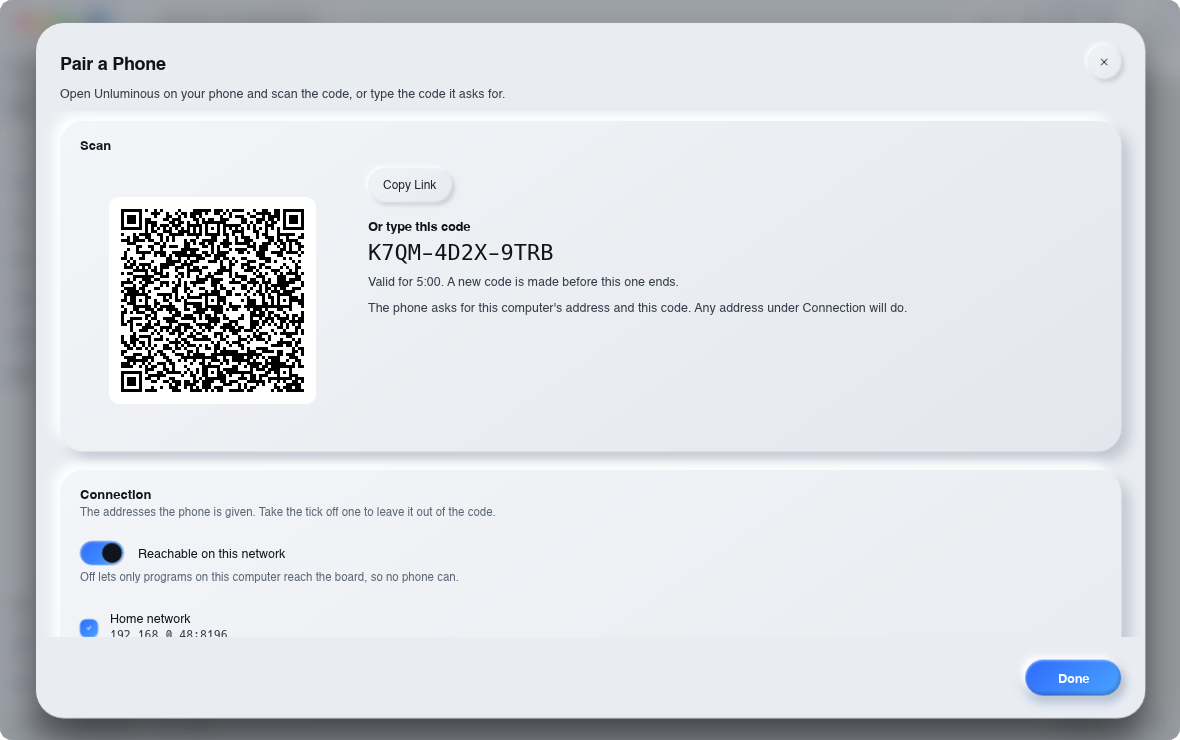 Pair a Phone
×
Open Unluminous on your phone and scan the code, or type the code it asks for.
Scan
Copy Link
Or type this code
K7QM-4D2X-9TRB
Valid for 5:00. A new code is made before this one ends.
The phone asks for this computer's address and this code. Any address under Connection will do.
Connection
The addresses the phone is given. Take the tick off one to leave it out of the code.
Reachable on this network
Off lets only programs on this computer reach the board, so no phone can.
Home network
192.168.0.48:8196
Done